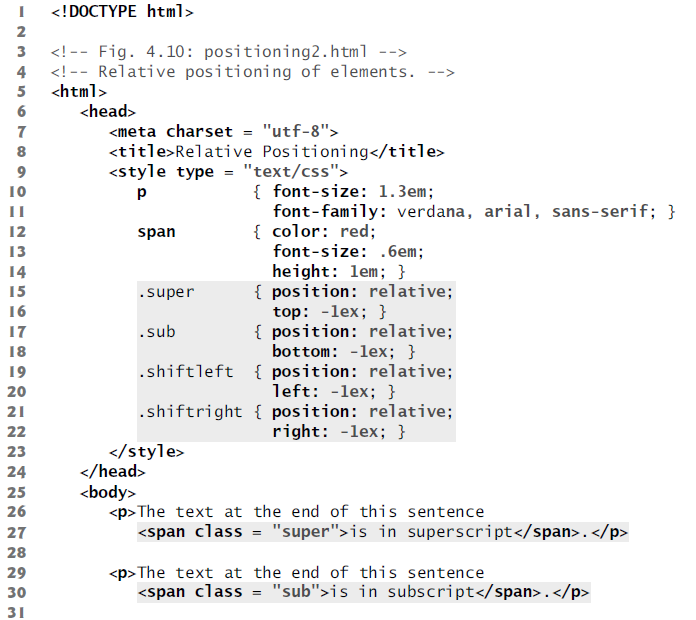 1 <!DOCTYPE html>
2
3 <!-- Fig. 4.10: positioning2.html -->
4 <!-- Relative positioning of elements. -->
5 <html>
6    <head>
7       <meta charset = "utf-8">
8       <title>Relative Positioning</title>
9       <style type = "text/css">
10         p           { font-size: 1.3em;
11                       font-family: verdana, arial, sans-serif; }
12         span        { color: red;
13                       font-size: .6em;
14                       height: 1em; }
15         .super      { position: relative;
16                       top: -1ex; }
17         .sub        { position: relative;
18                       bottom: -1ex; }
19         .shiftleft  { position: relative;
20                       left: -1ex; }
21         .shiftright { position: relative;
22                       right: -1ex; }
23      </style>
24   </head>
25   <body>
26      <p>The text at the end of this sentence
27         <span class = "super">is in superscript</span>.</p>
28
29      <p>The text at the end of this sentence
30         <span class = "sub">is in subscript</span>.</p>
31